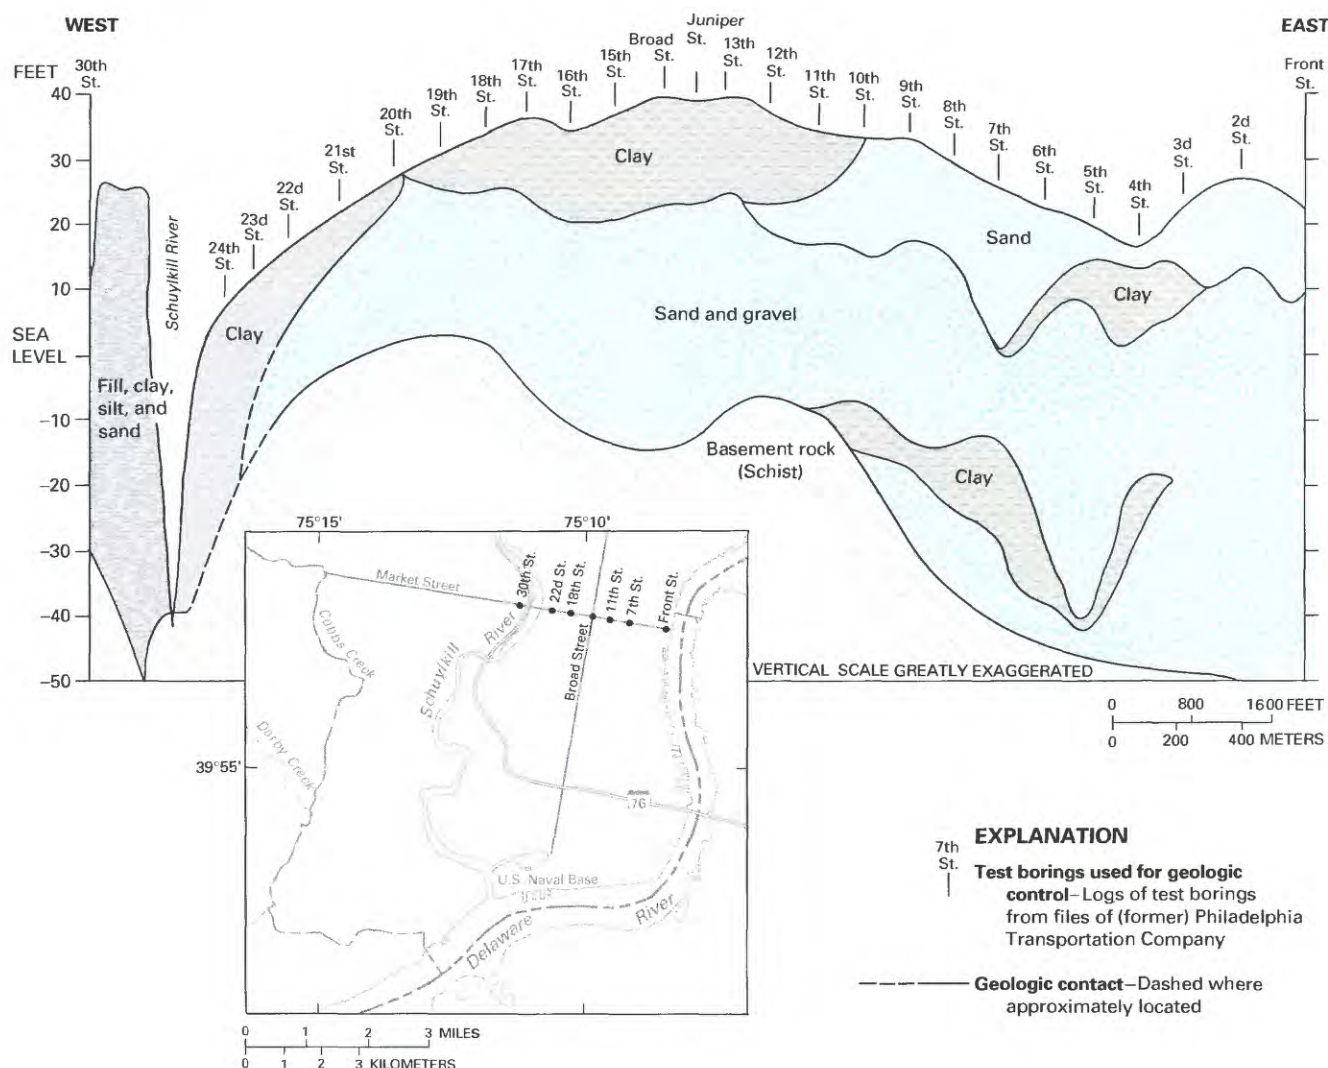 WEST
EAST
FEET
30th
St.
40
30
20
10
SEA
LEVEL
0
–10
–20
–30
–40
–50
Schuylkill River
24th
St.
23d
St.
22d
St.
21st
St.
20th
St.
19th
St.
18th
St.
17th
St.
16th
St.
15th
St.
Broad
St.
Juniper
St.
13th
St.
12th
St.
11th
St.
10th
St.
9th
St.
8th
St.
7th
St.
6th
St.
5th
St.
4th
St.
3d
St.
2d
St.
Front
St.
Clay
Clay
Sand
Clay
Sand and gravel
Fill, clay,
silt, and
sand
Basement rock
(Schist)
Clay
VERTICAL SCALE GREATLY EXAGGERATED
0 800 1600 FEET
0 200 400 METERS
75°15'
75°10'
39°55'
Market Street
30th St.
22d St.
18th St.
11th St.
7th St.
Front St.
Cobbs Creek
Darby Creek
Schuylkill
River
Broad Street
76
U.S. Naval Base
Delaware
River
0 1 2 3 MILES
0 1 2 3 KILOMETERS
7th
St.
EXPLANATION
Test borings used for geologic
control–Logs of test borings
from files of (former) Philadelphia
Transportation Company
Geologic contact–Dashed where
approximately located